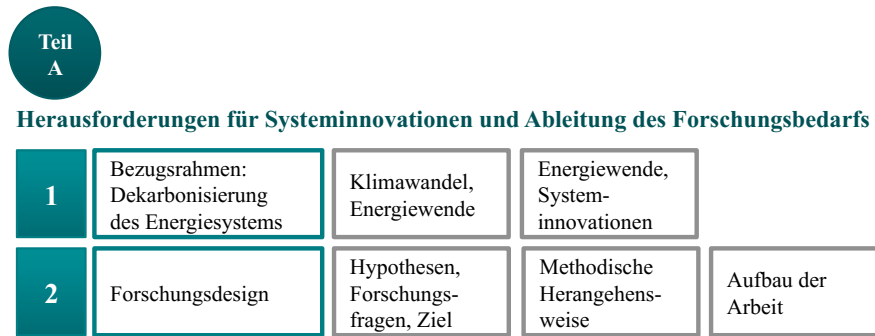 Teil
A
Herausforderungen für Systeminnovationen und Ableitung des Forschungsbedarfs
1
Bezugsrahmen:
Dekarbonisierung
des Energiesystems
Klimawandel,
Energiewende
Energiewende,
System-
innovationen
2
Forschungsdesign
Hypothesen,
Forschungs-
fragen, Ziel
Methodische
Herangehens-
weise
Aufbau der
Arbeit